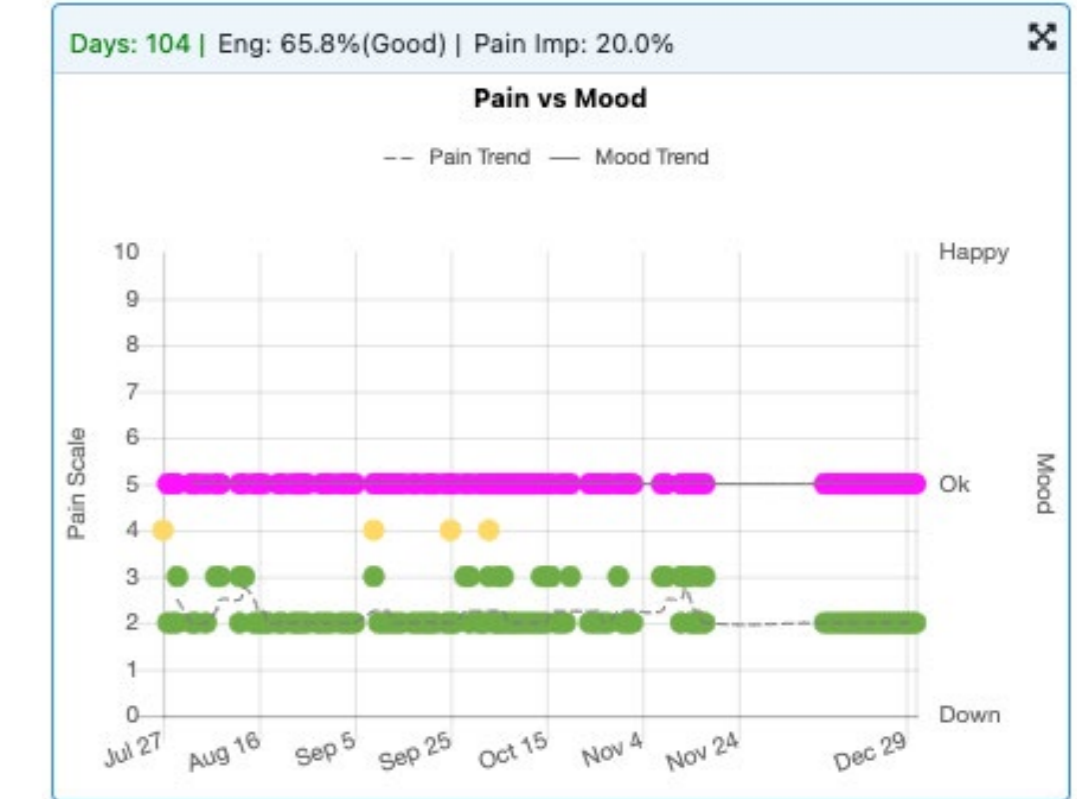 Days: 104 | Eng: 65.8%(Good) | Pain Imp: 20.0%
Pain vs Mood
Pain Trend Mood Trend
10 Happy
9
8
7
6
5 Ok
4
3
2
1
0 Down
Pain Scale
Mood
Jul 27 Aug 16 Sep 5 Sep 25 Oct 15 Nov 4 Nov 24 Dec 29